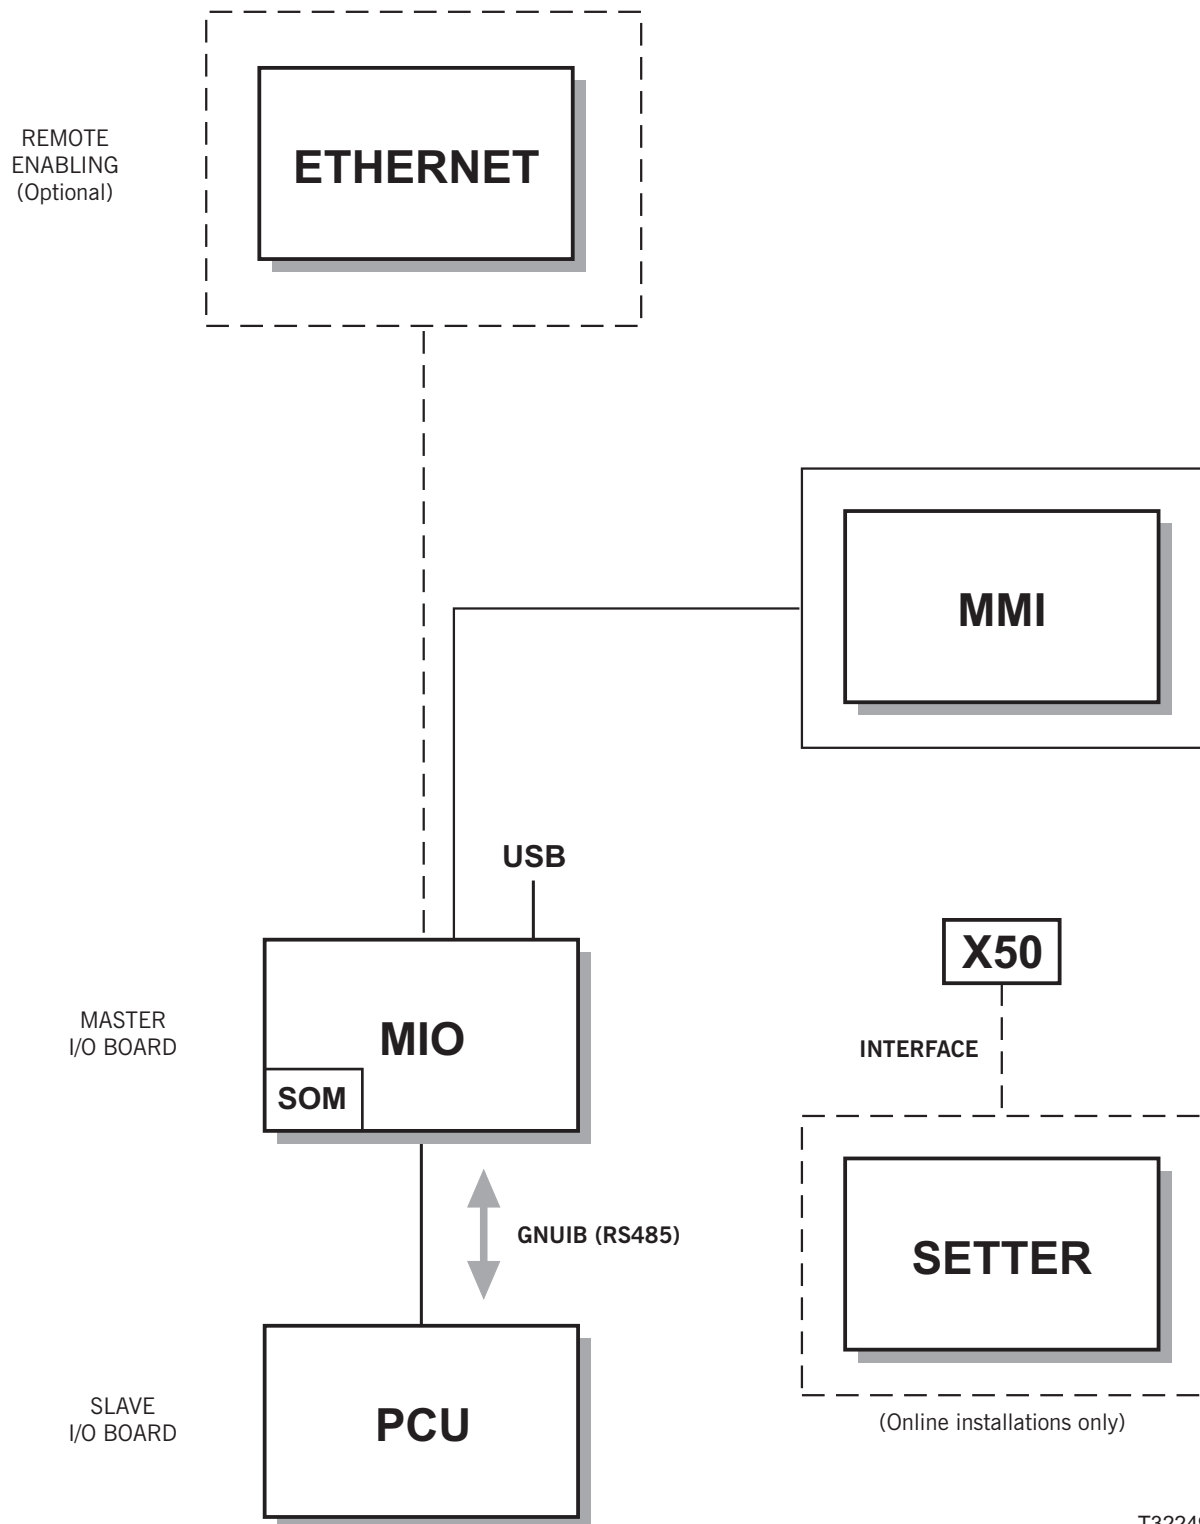 REMOTE
ENABLING
(Optional)
ETHERNET
MMI
USB
MASTER
I/O BOARD
MIO
SOM
X50
INTERFACE
GNUIB (RS485)
SETTER
(Online installations only)
SLAVE
I/O BOARD
PCU